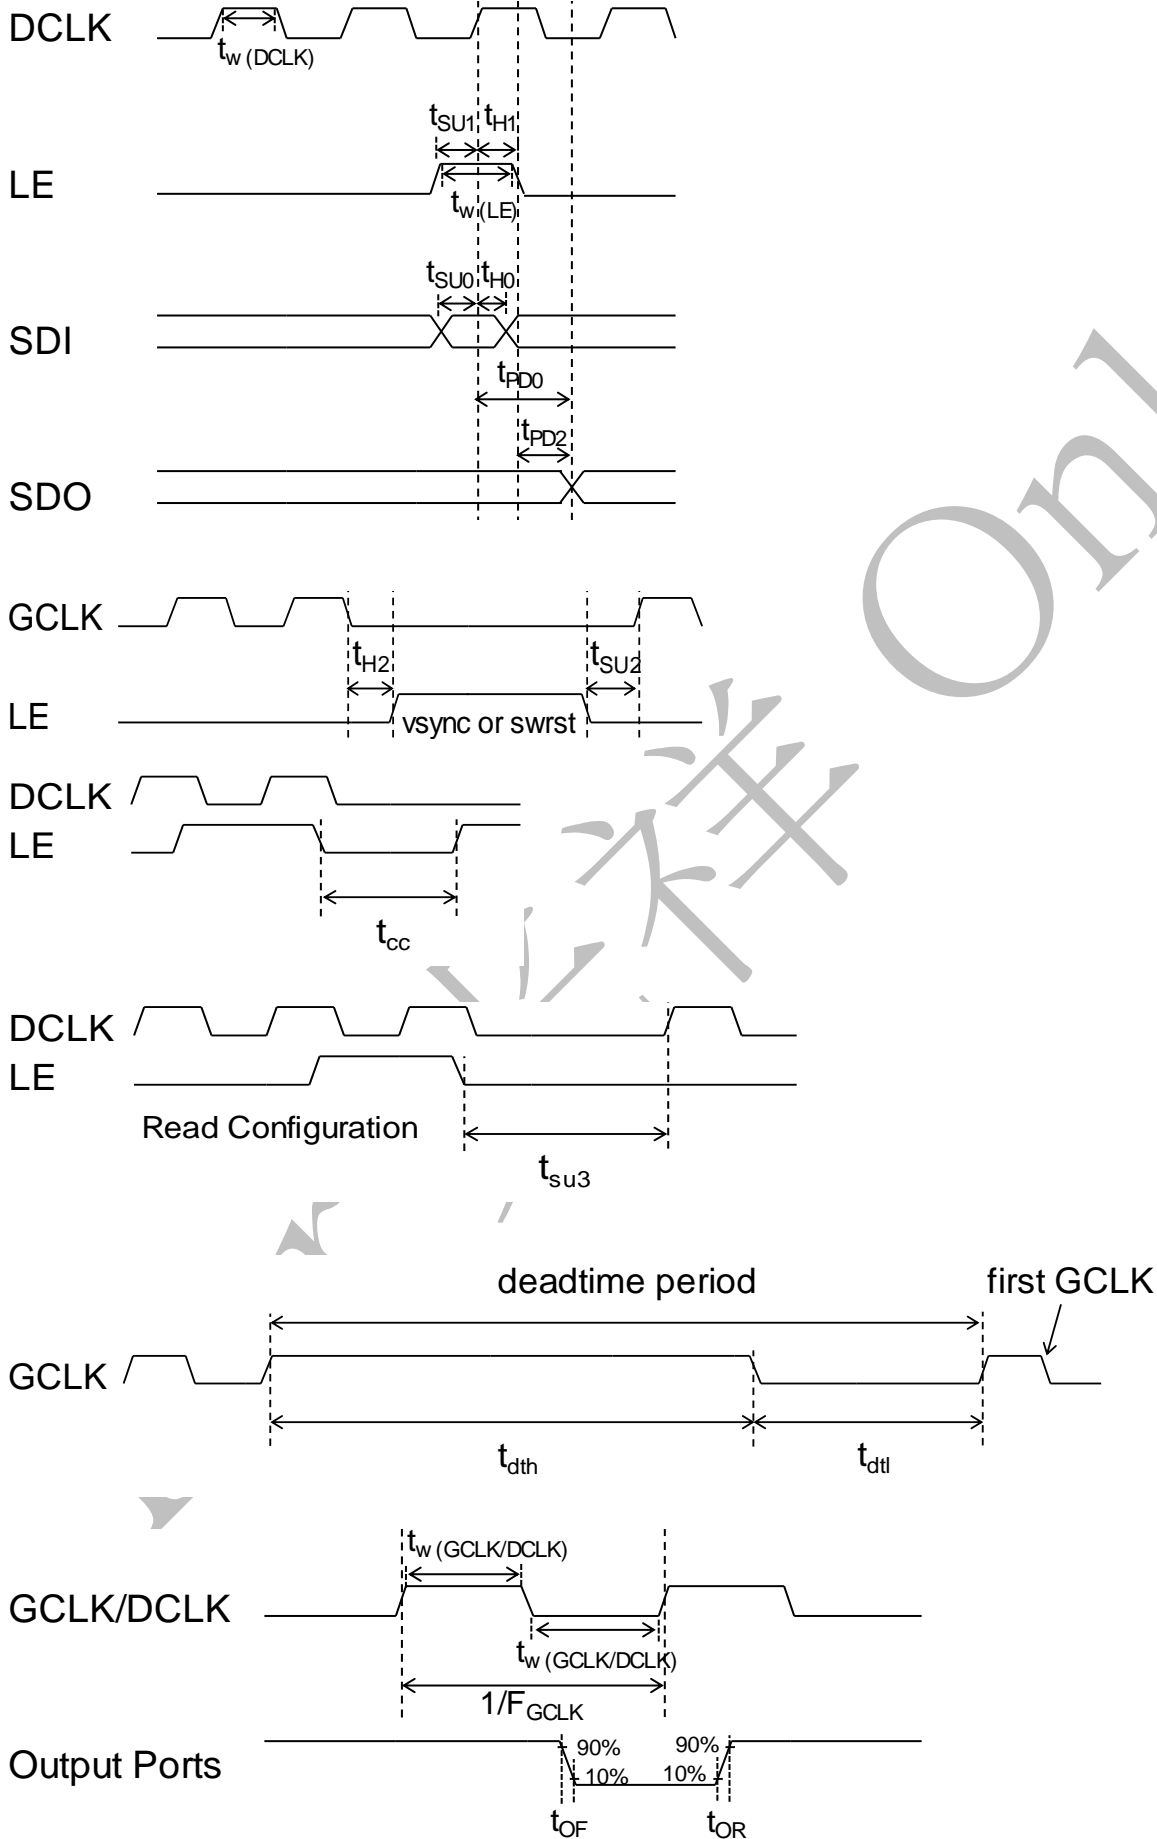 DCLK
tw (DCLK)
tSU1 tH1
LE
tw (LE)
tSU0 tH0
SDI
tPD0
tPD2
SDO
GCLK
tH2 tSU2
LE
vsync or swrst
DCLK
LE
tcc
DCLK
LE
Read Configuration
tsu3
deadtime period first GCLK
GCLK
tdth tdtl
tw (GCLK/DCLK)
GCLK/DCLK
tw (GCLK/DCLK)
1/FGCLK
90% 90%
Output Ports
10% 10%
tOF tOR
祥 Onl